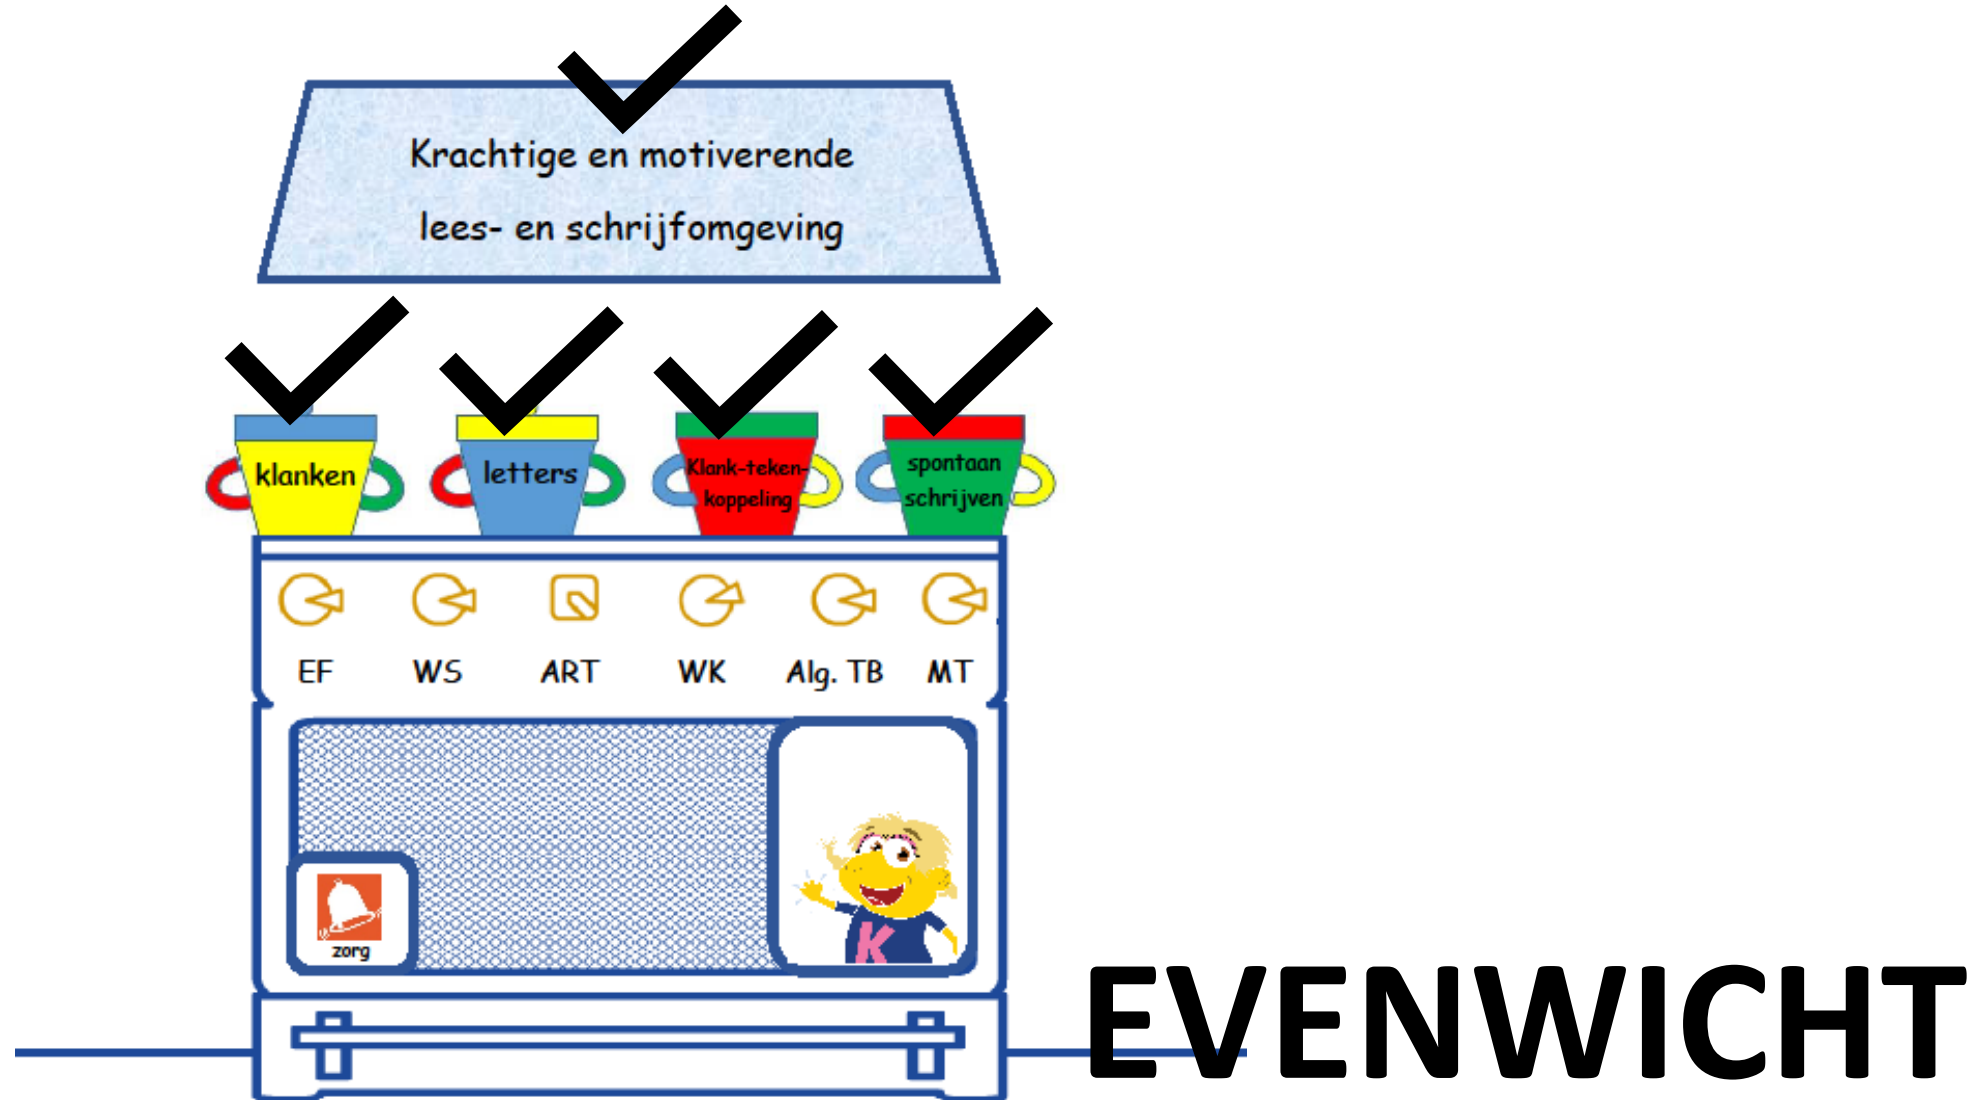 Krachtige en motiverende
lees- en schrijfomgeving
klanken
letters
Klank-teken-
koppeling
spontaan
schrijven
EF WS ART WK Alg. TB MT
K
zorg
EVENWICHT